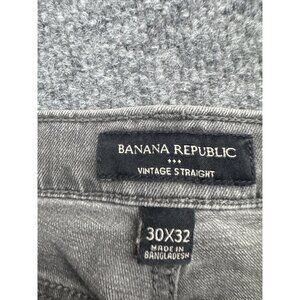 BANANA REPUBLIC
VINTAGE STRAIGHT
30X32
MADE IN
BANGLADESH